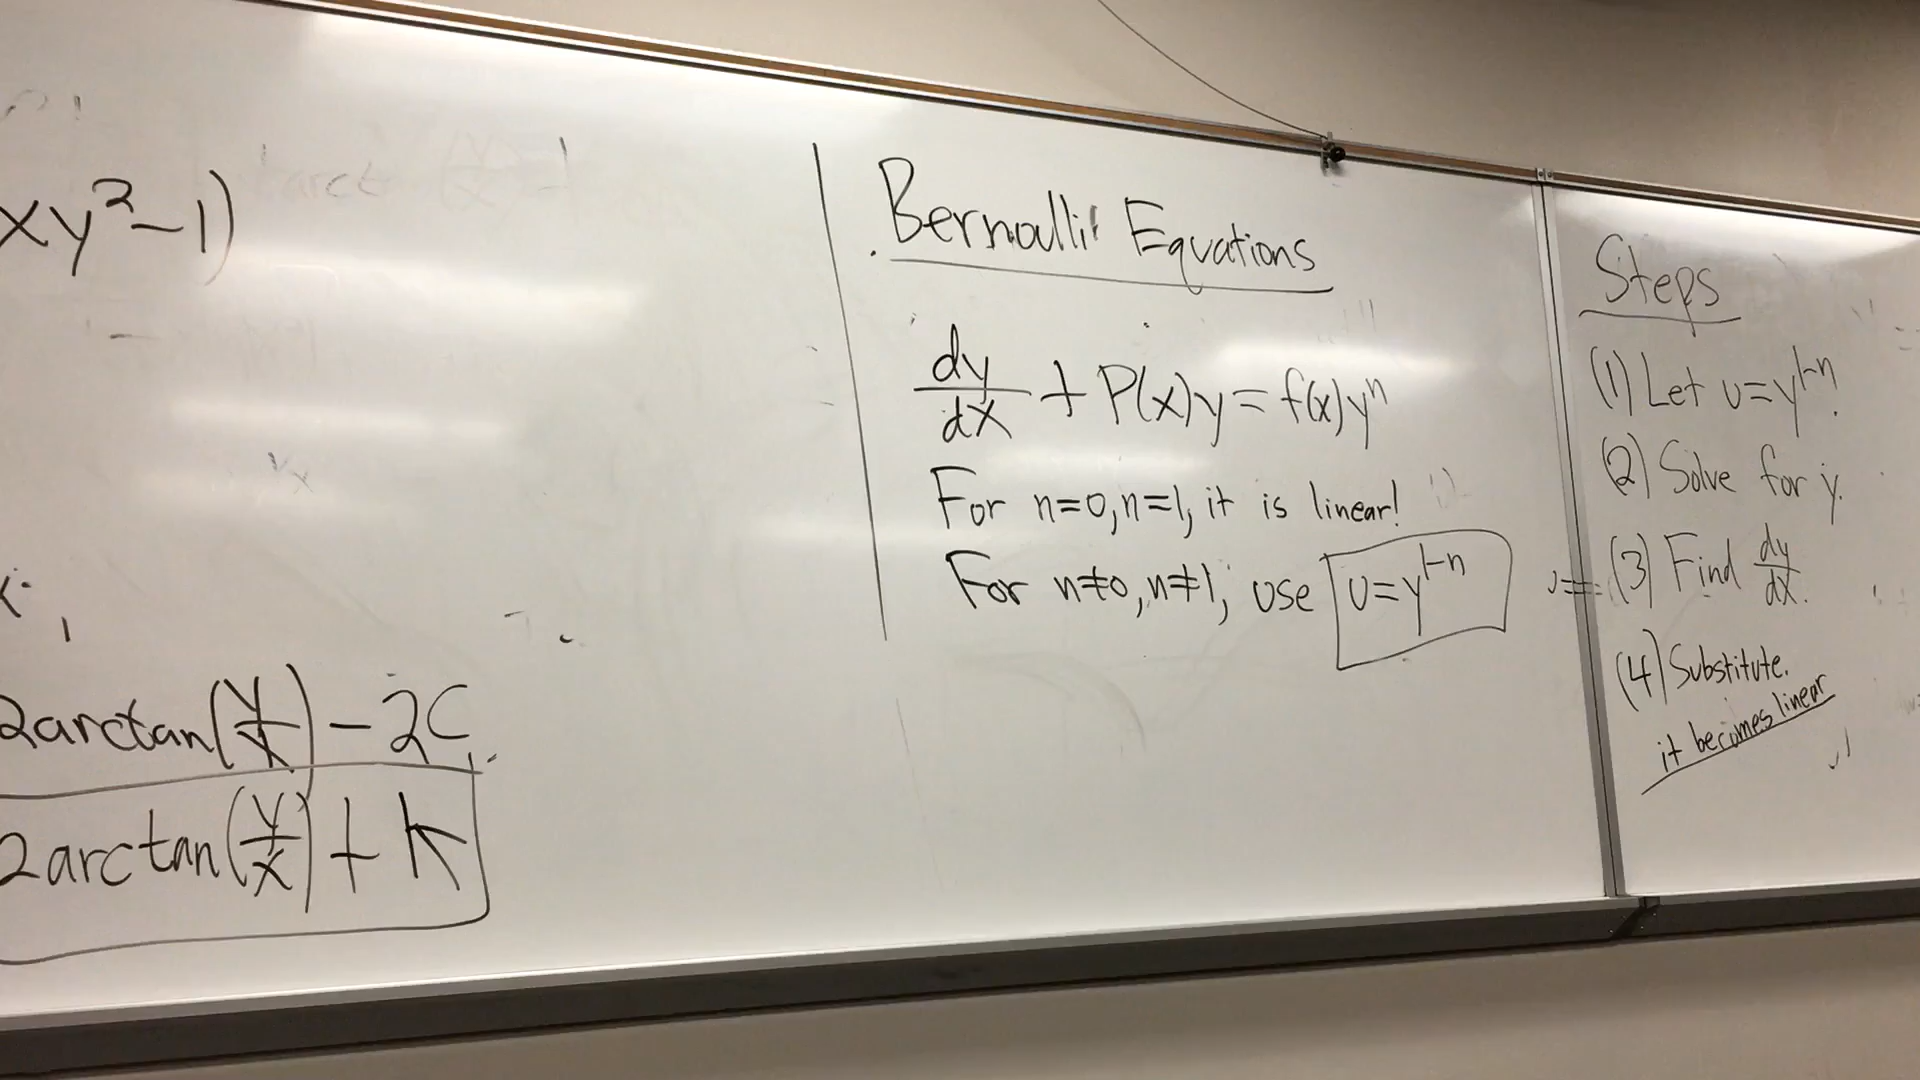 xy²-1)
2arctan(y/x) - 2C₁
2arctan(y/x) + K
Bernoulli Equations
dy/dx + P(x)y = f(x)yⁿ
For n=0, n=1, it is linear!
For n≠0, n≠1, use u=y¹⁻ⁿ
Steps
(1) Let u=y¹⁻ⁿ.
(2) Solve for y.
(3) Find dy/dx.
(4) Substitute.
it becomes linear